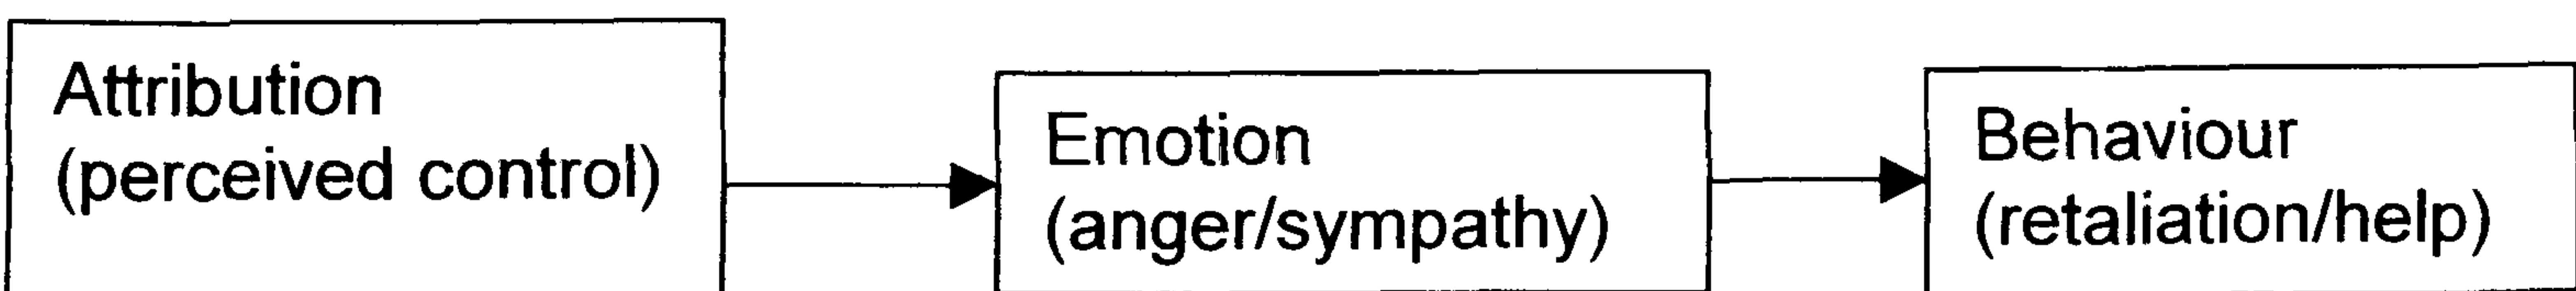 Attribution
(perceived control)
Emotion
(anger/sympathy)
Behaviour
(retaliation/help)